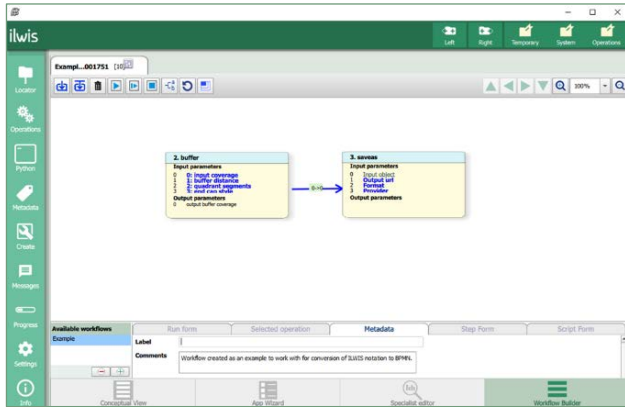 ilwis
Left
Right
Temporary
System
Operations
Exampl...001751 [10]
100%
Locator
Operations
Python
Metadata
Create
Messages
Progress
Settings
Info
2. buffer
Input parameters
0 0: input coverage
1 1: buffer distance
2 2: quadrant segments
3 3: end cap style
Output parameters
0 output buffer coverage
0->0
3. saveas
Input parameters
0 Input object
1 Output url
2 Format
3 Provider
Output parameters
Available workflows
Example
Run form
Selected operation
Metadata
Step Form
Script Form
Label
Comments
Workflow created as an example to work with for conversion of ILWIS notation to BPMN.
Conceptual View
App Wizard
Specialist editor
Workflow Builder